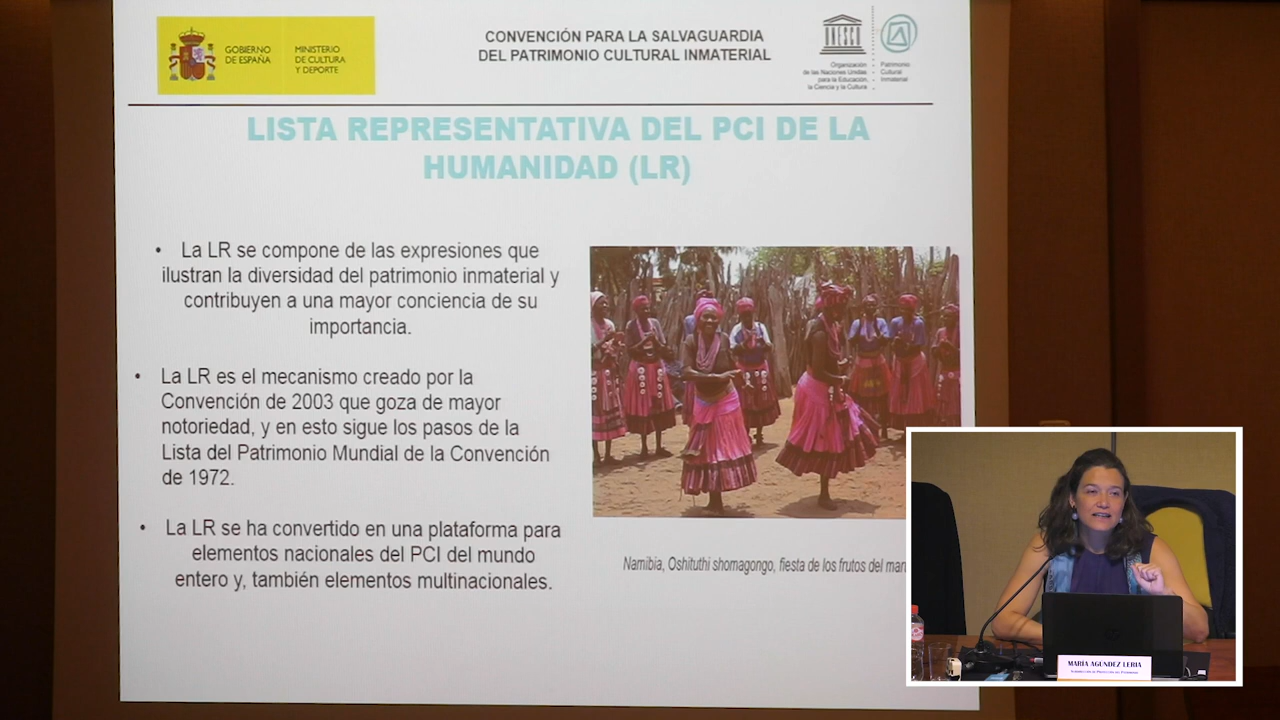 GOBIERNO
DE ESPAÑA
MINISTERIO
DE CULTURA
Y DEPORTE
CONVENCIÓN PARA LA SALVAGUARDIA
DEL PATRIMONIO CULTURAL INMATERIAL
UNESCO
Organización
de las Naciones Unidas
para la Educación,
la Ciencia y la Cultura
Patrimonio
Cultural
Inmaterial
LISTA REPRESENTATIVA DEL PCI DE LA
HUMANIDAD (LR)
• La LR se compone de las expresiones que
ilustran la diversidad del patrimonio inmaterial y
contribuyen a una mayor conciencia de su
importancia.
• La LR es el mecanismo creado por la
Convención de 2003 que goza de mayor
notoriedad, y en esto sigue los pasos de la
Lista del Patrimonio Mundial de la Convención
de 1972.
• La LR se ha convertido en una plataforma para
elementos nacionales del PCI del mundo
entero y, también elementos multinacionales.
Namibia, Oshituthi shomagongo, fiesta de los frutos del
MARÍA AGÚNDEZ LERIA